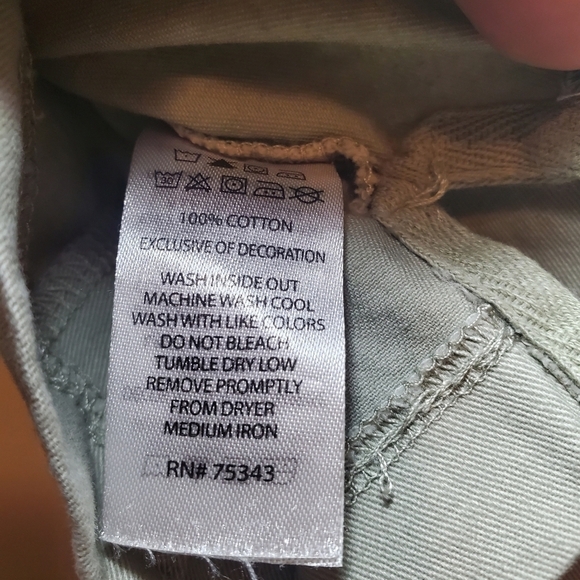 100% COTTON
EXCLUSIVE OF DECORATION
WASH INSIDE OUT
MACHINE WASH COOL
WASH WITH LIKE COLORS
DO NOT BLEACH
TUMBLE DRY LOW
REMOVE PROMPTLY
FROM DRYER
MEDIUM IRON
RN# 75343